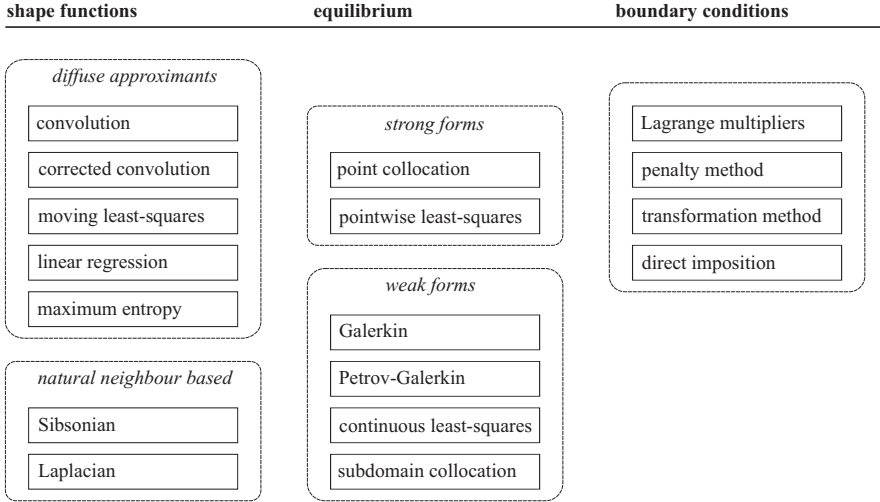 shape functions
equilibrium
boundary conditions
diffuse approximants
convolution
corrected convolution
moving least-squares
linear regression
maximum entropy
natural neighbour based
Sibsonian
Laplacian
strong forms
point collocation
pointwise least-squares
weak forms
Galerkin
Petrov-Galerkin
continuous least-squares
subdomain collocation
Lagrange multipliers
penalty method
transformation method
direct imposition